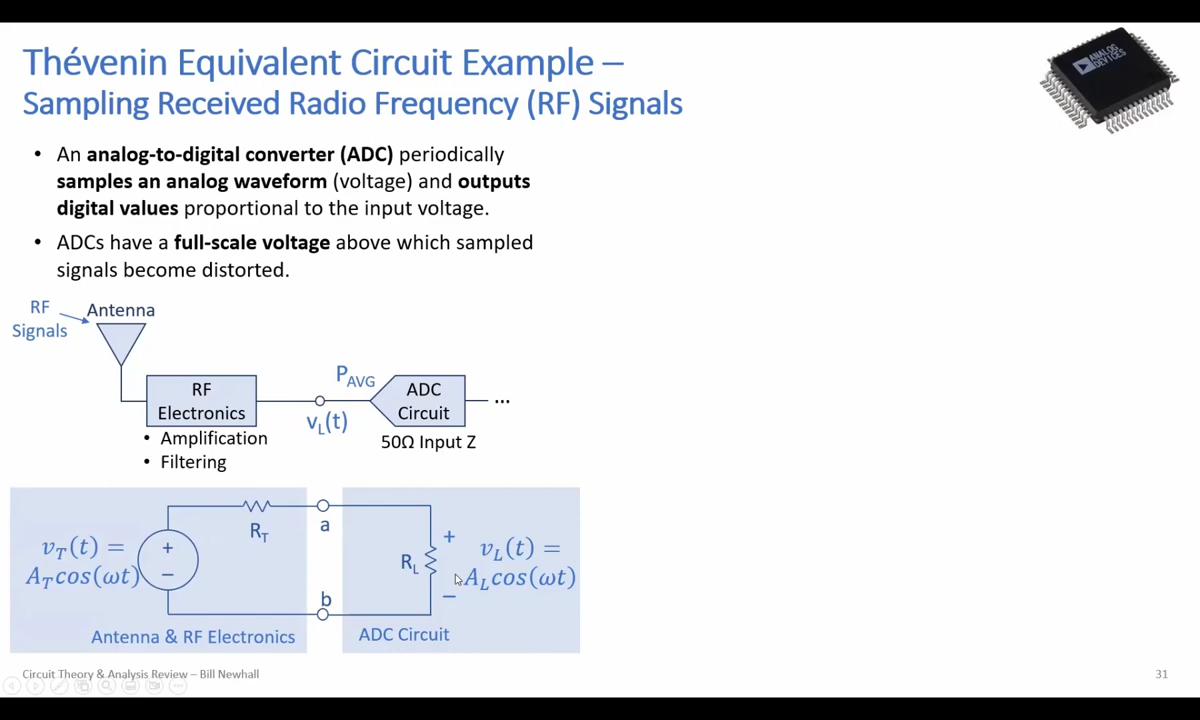 Thévenin Equivalent Circuit Example –
Sampling Received Radio Frequency (RF) Signals
ANALOG
DEVICES
• An analog-to-digital converter (ADC) periodically
samples an analog waveform (voltage) and outputs
digital values proportional to the input voltage.
• ADCs have a full-scale voltage above which sampled
signals become distorted.
RF
Signals
Antenna
RF
Electronics
• Amplification
• Filtering
P_AVG
v_L(t)
ADC
Circuit
50Ω Input Z
...
v_T(t) =
A_T cos(ωt)
+
−
R_T
a
b
R_L
+
−
v_L(t) =
A_L cos(ωt)
Antenna & RF Electronics
ADC Circuit
Circuit Theory & Analysis Review – Bill Newhall
31